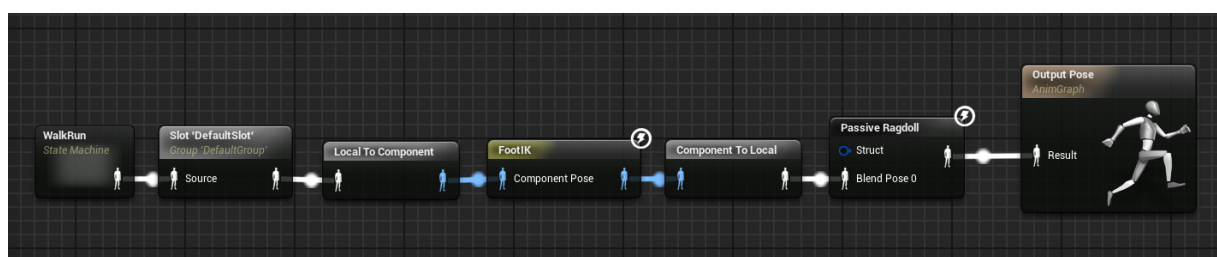 WalkRun
State Machine
Slot 'DefaultSlot'
Group 'DefaultGroup'
Source
Local To Component
FootIK
Component Pose
Component To Local
Passive Ragdoll
Struct
Blend Pose 0
Output Pose
AnimGraph
Result